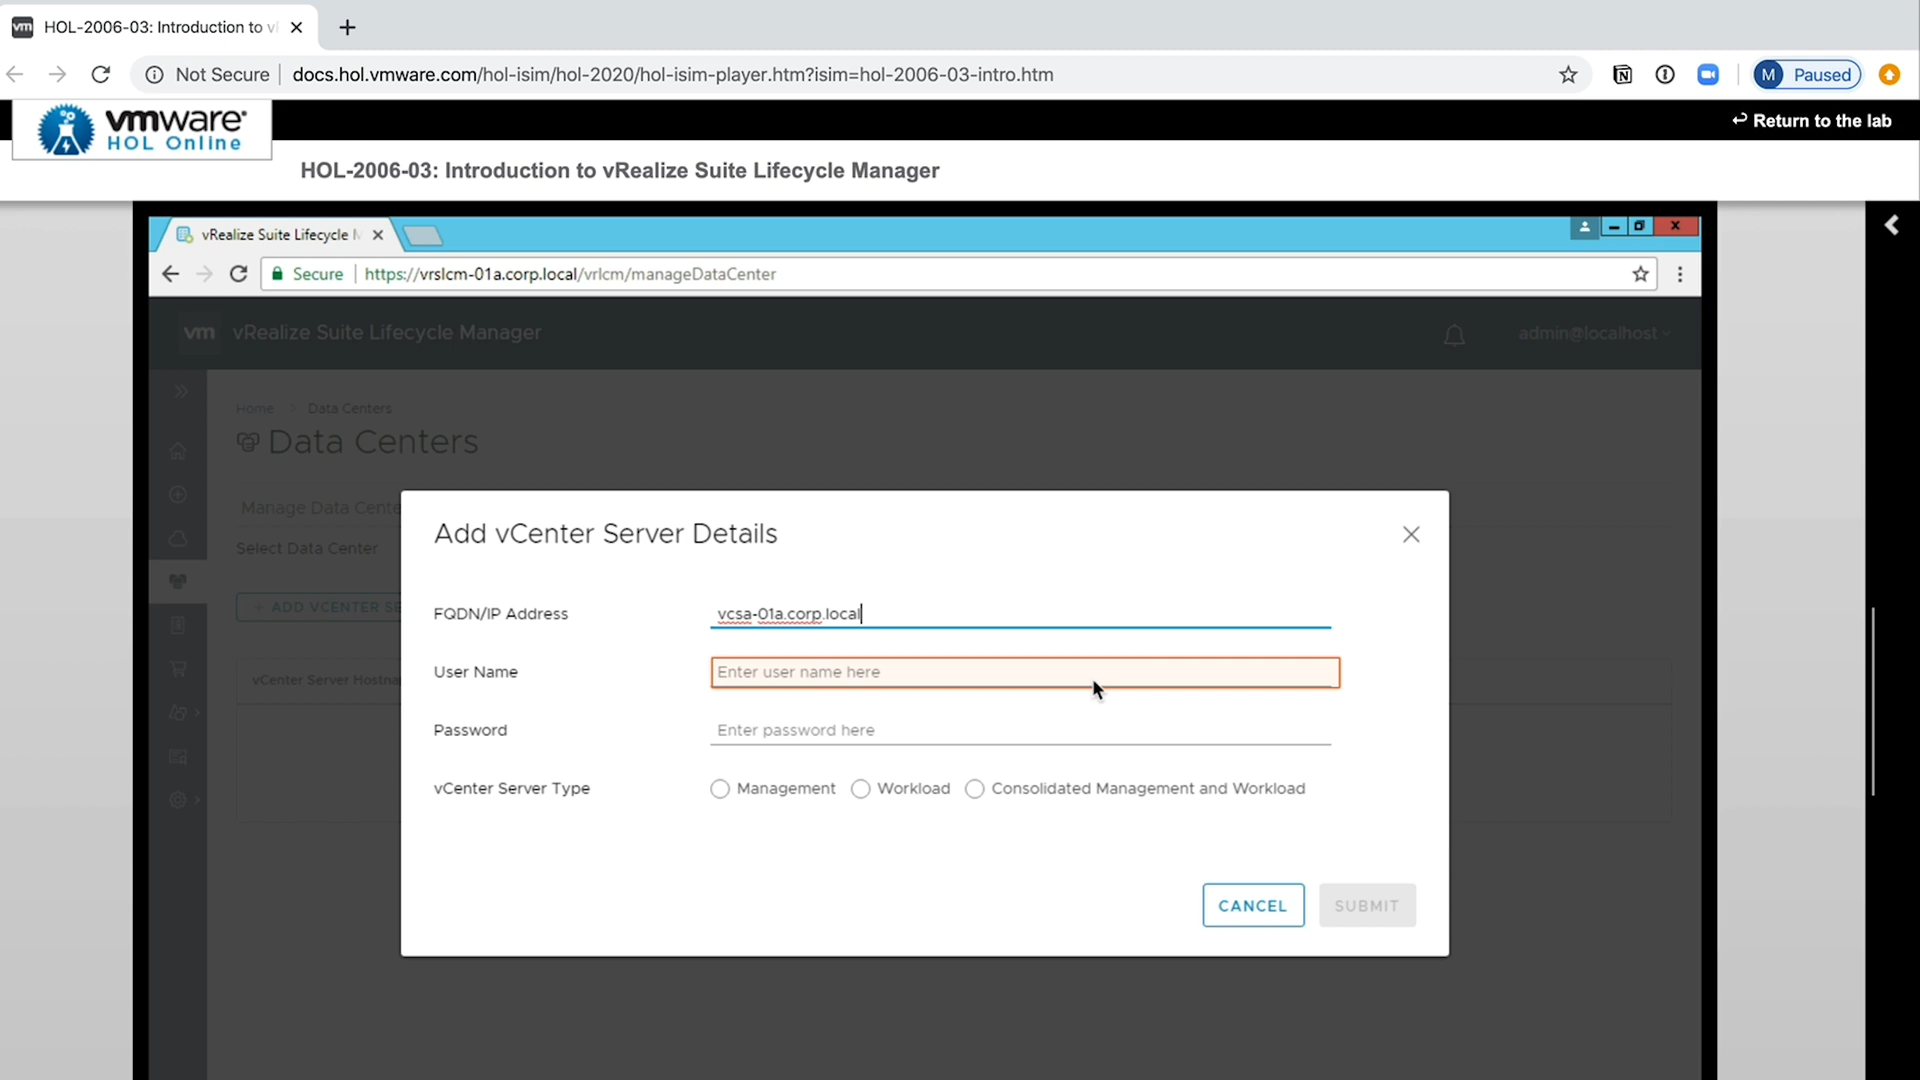 HOL-2006-03: Introduction to v
Not Secure
docs.hol.vmware.com/hol-isim/hol-2020/hol-isim-player.htm?isim=hol-2006-03-intro.htm
M Paused
vmware
HOL Online
Return to the lab
HOL-2006-03: Introduction to vRealize Suite Lifecycle Manager
vRealize Suite Lifecycle M
Secure
https://vrslcm-01a.corp.local/vrlcm/manageDataCenter
vm vRealize Suite Lifecycle Manager
admin@localhost
Home > Data Centers
Data Centers
Manage Data Cente
Select Data Center
+ ADD VCENTER SE
vCenter Server Hostna
Add vCenter Server Details
FQDN/IP Address
vcsa-01a.corp.local
User Name
Enter user name here
Password
Enter password here
vCenter Server Type
Management
Workload
Consolidated Management and Workload
CANCEL
SUBMIT